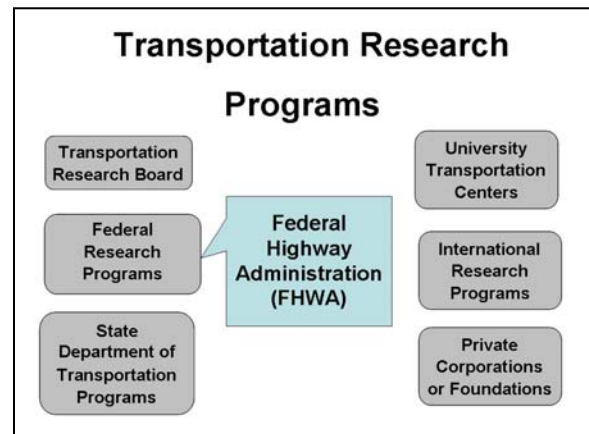 Transportation Research
Programs
Transportation
Research Board
Federal
Research
Programs
State
Department of
Transportation
Programs
Federal
Highway
Administration
(FHWA)
University
Transportation
Centers
International
Research
Programs
Private
Corporations
or Foundations